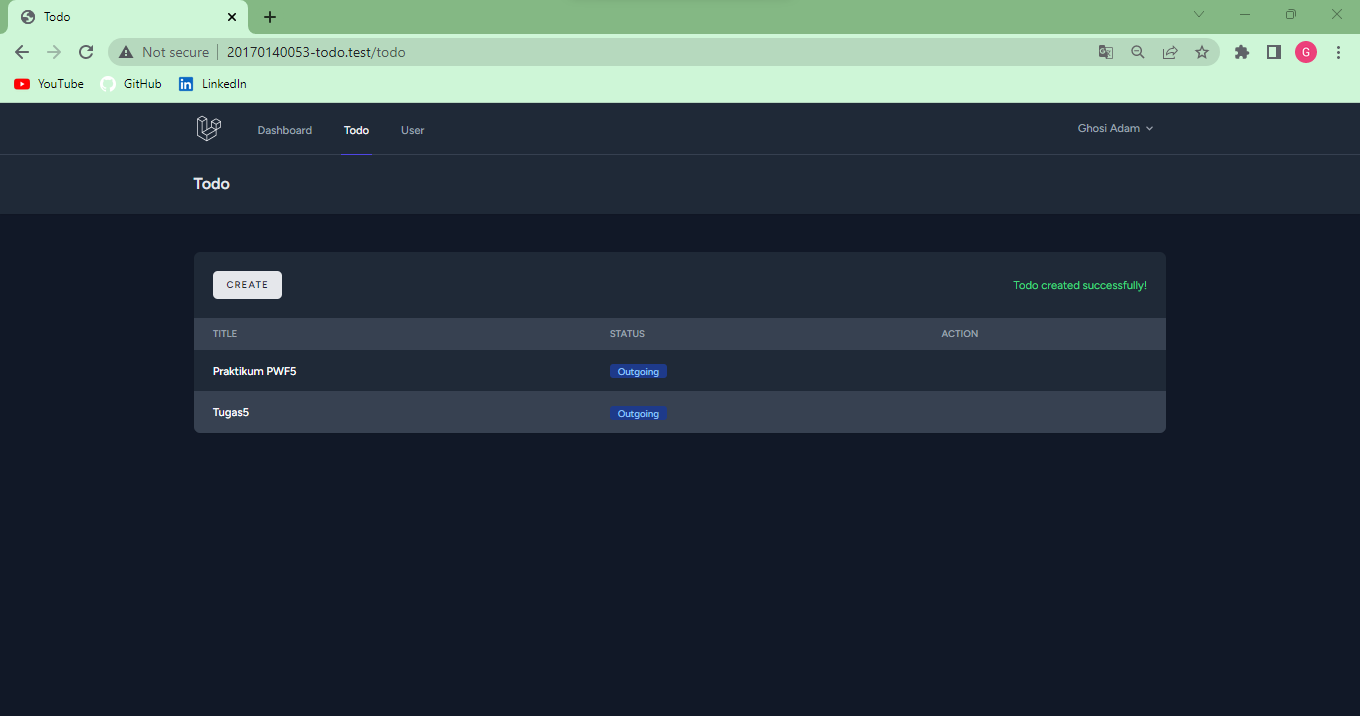 Todo
Not secure 20170140053-todo.test/todo G
YouTube GitHub LinkedIn
Dashboard Todo User Ghosi Adam
Todo
CREATE Todo created successfully!
TITLE STATUS ACTION
Praktikum PWF5 Outgoing
Tugas5 Outgoing